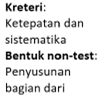 Kreteri:
Ketepatan dan
sistematika
Bentuk non-test:
Penyusunan
bagian dari